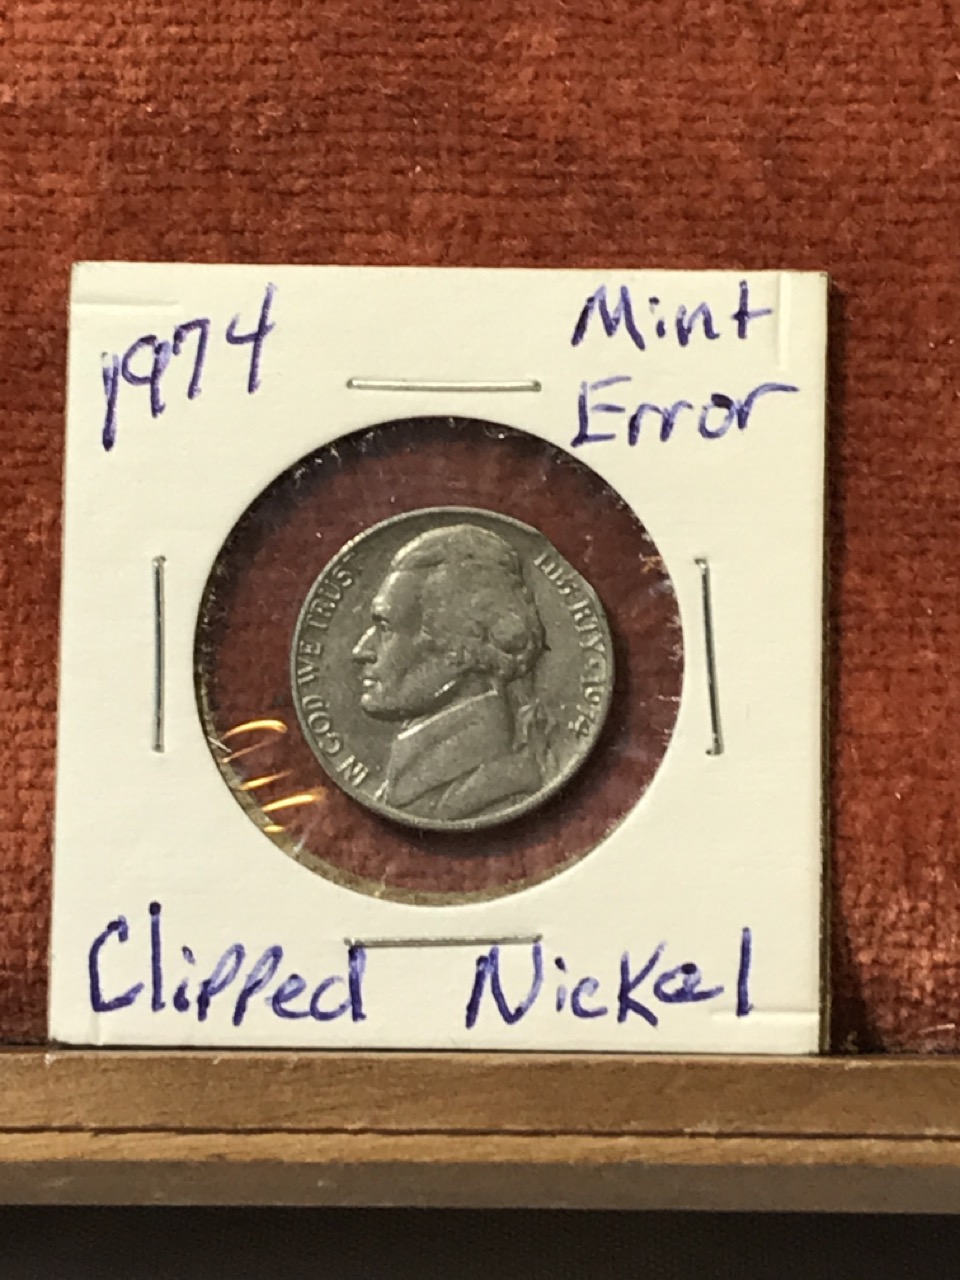 1974
Mint
Error
IN GOD WE TRUST
LIBERTY 1974
Clipped Nickel